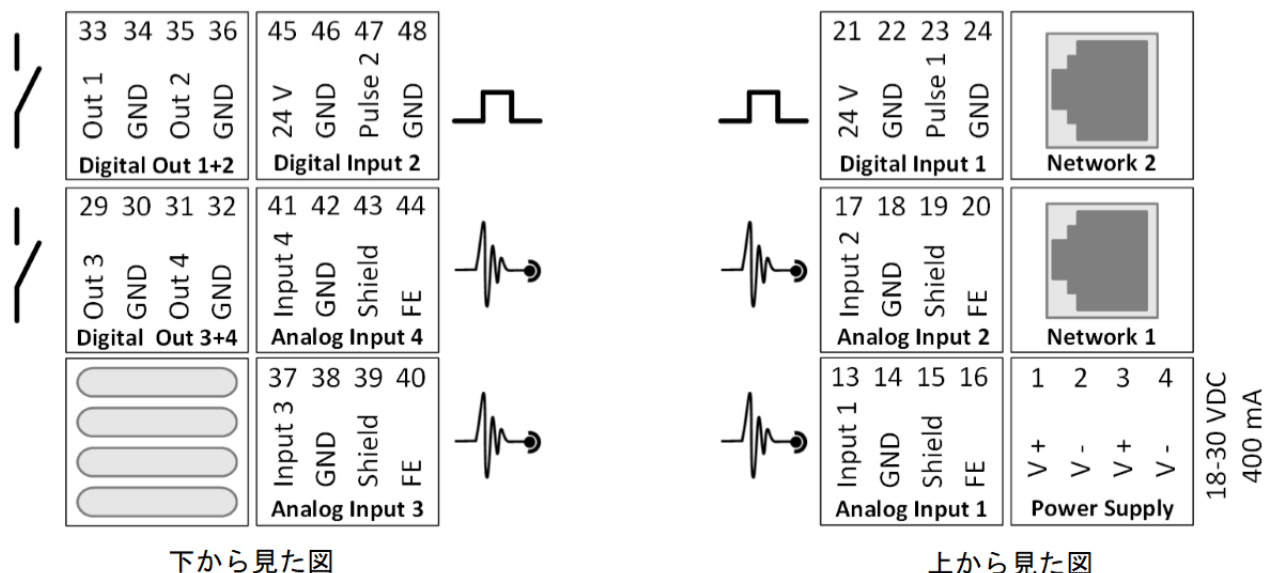 33 34 35 36
Out 1
GND
Out 2
GND
Digital Out 1+2
45 46 47 48
24 V
GND
Pulse 2
GND
Digital Input 2
21 22 23 24
24 V
GND
Pulse 1
GND
Digital Input 1
Network 2
29 30 31 32
Out 3
GND
Out 4
GND
Digital Out 3+4
41 42 43 44
Input 4
GND
Shield
FE
Analog Input 4
17 18 19 20
Input 2
GND
Shield
FE
Analog Input 2
Network 1
37 38 39 40
Input 3
GND
Shield
FE
Analog Input 3
13 14 15 16
Input 1
GND
Shield
FE
Analog Input 1
1 2 3 4
V +
V -
V +
V -
Power Supply
18-30 VDC
400 mA
下から見た図
上から見た図